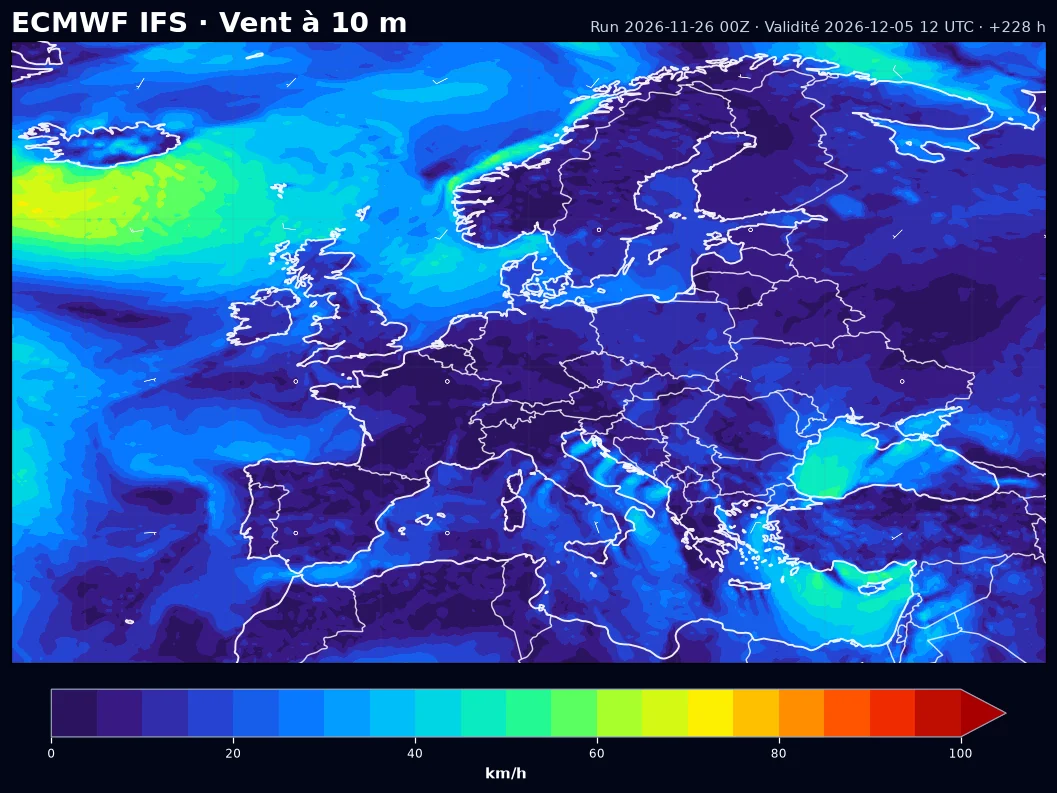 ECMWF IFS · Vent à 10 m
Run 2026-11-26 00Z · Validité 2026-12-05 12 UTC · +228 h
0 20 40 60 80 100
km/h